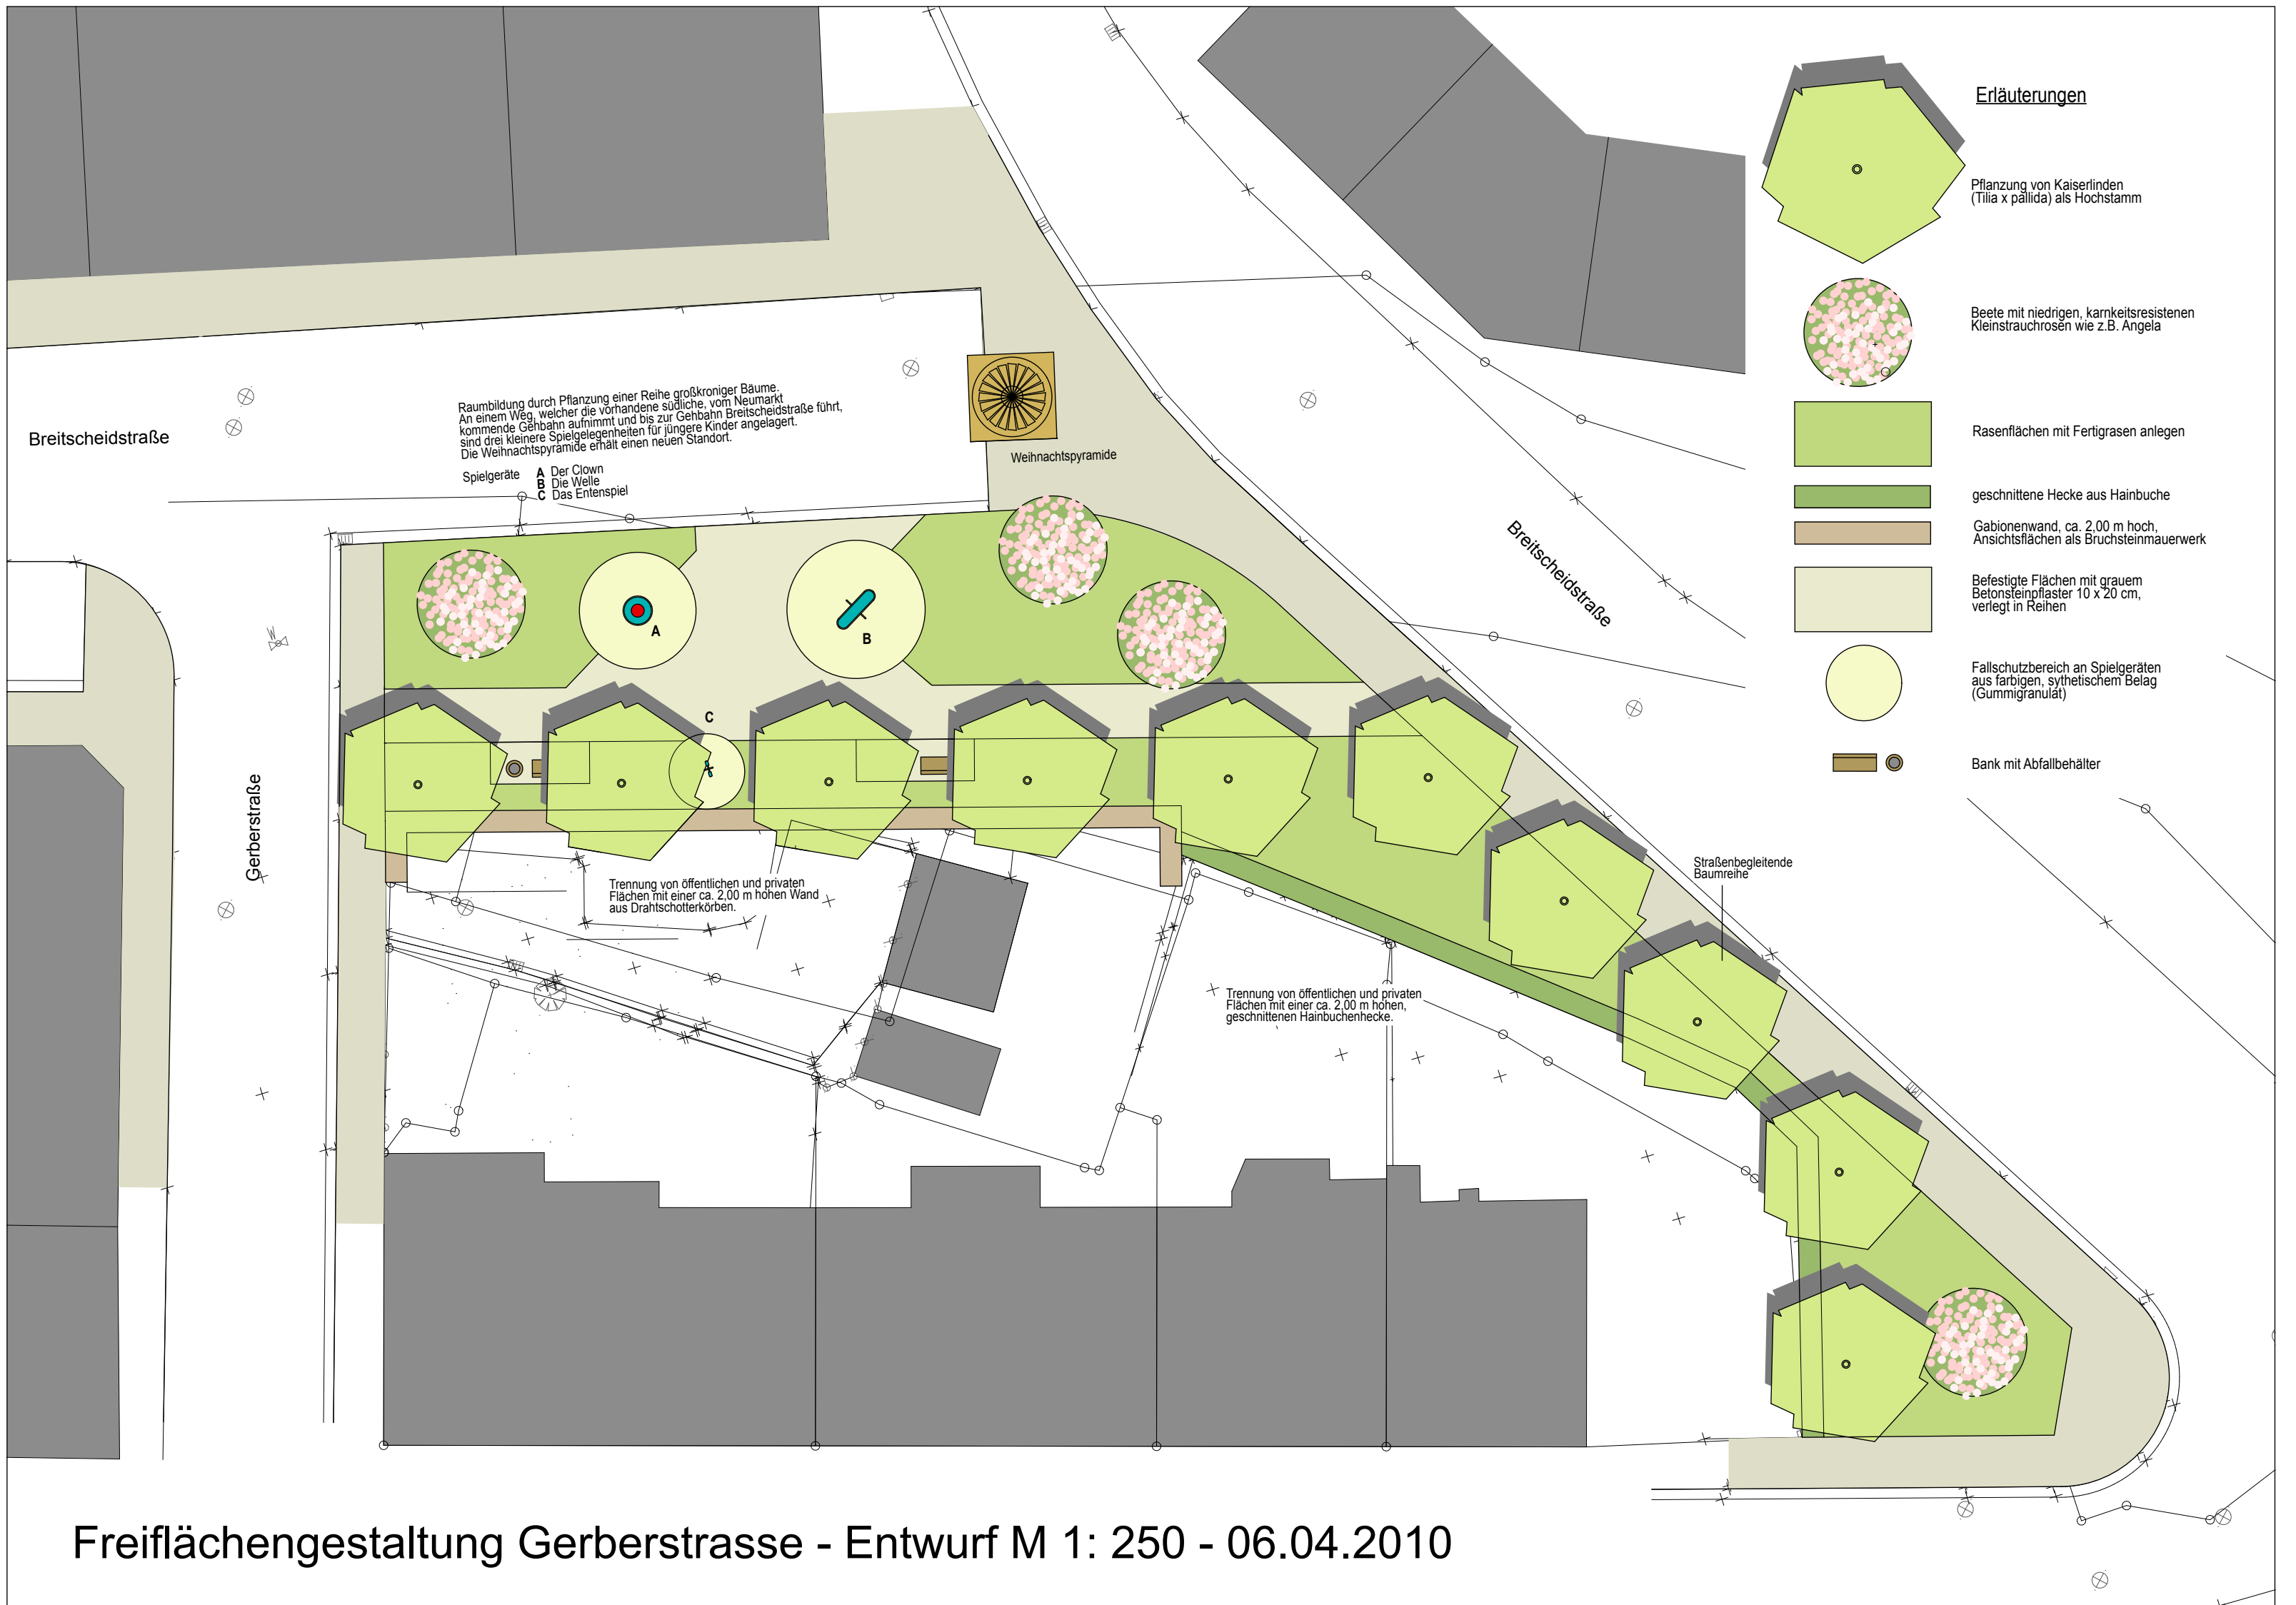 Erläuterungen
Pflanzung von Kaiserlinden
(Tilia x pallida) als Hochstamm
Beete mit niedrigen, karnkeitsresistenen
Kleinstrauchrosen wie z.B. Angela
Rasenflächen mit Fertigrasen anlegen
geschnittene Hecke aus Hainbuche
Gabionenwand, ca. 2,00 m hoch,
Ansichtsflächen als Bruchsteinmauerwerk
Befestigte Flächen mit grauem
Betonsteinpflaster 10 x 20 cm,
verlegt in Reihen
Fallschutzbereich an Spielgeräten
aus farbigen, sythetischem Belag
(Gummigranulat)
Bank mit Abfallbehälter
Breitscheidstraße
Raumbildung durch Pflanzung einer Reihe großkroniger Bäume.
An einem Weg, welcher die vorhandene südliche, vom Neumarkt
kommende Gehbahn aufnimmt und bis zur Gehbahn Breitscheidstraße führt,
sind drei kleinere Spielgelegenheiten für jüngere Kinder angelagert.
Die Weihnachtspyramide erhält einen neuen Standort.
Spielgeräte A Der Clown
B Die Welle
C Das Entenspiel
Weihnachtspyramide
Breitscheidstraße
A
B
C
Gerberstraße
Straßenbegleitende
Baumreihe
Trennung von öffentlichen und privaten
Flächen mit einer ca. 2,00 m hohen Wand
aus Drahtschotterkörben.
Trennung von öffentlichen und privaten
Flächen mit einer ca. 2,00 m hohen,
geschnittenen Hainbuchenhecke.
Freiflächengestaltung Gerberstrasse - Entwurf M 1: 250 - 06.04.2010